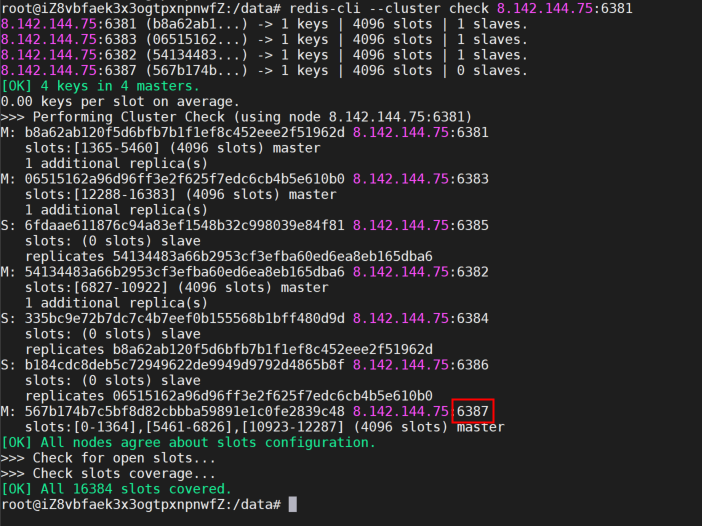 root@iZ8vbfaek3x3ogtpxnpnwfZ:/data# redis-cli --cluster check 8.142.144.75:6381
8.142.144.75:6381 (b8a62ab1...) -> 1 keys | 4096 slots | 1 slaves.
8.142.144.75:6383 (06515162...) -> 1 keys | 4096 slots | 1 slaves.
8.142.144.75:6382 (54134483...) -> 1 keys | 4096 slots | 1 slaves.
8.142.144.75:6387 (567b174b...) -> 1 keys | 4096 slots | 0 slaves.
[OK] 4 keys in 4 masters.
0.00 keys per slot on average.
>>> Performing Cluster Check (using node 8.142.144.75:6381)
M: b8a62ab120f5d6bfb7b1f1ef8c452eee2f51962d 8.142.144.75:6381
   slots:[1365-5460] (4096 slots) master
   1 additional replica(s)
M: 06515162a96d96ff3e2f625f7edc6cb4b5e610b0 8.142.144.75:6383
   slots:[12288-16383] (4096 slots) master
   1 additional replica(s)
S: 6fdaae611876c94a83ef1548b32c998039e84f81 8.142.144.75:6385
   slots: (0 slots) slave
   replicates 54134483a66b2953cf3efba60ed6ea8eb165dba6
M: 54134483a66b2953cf3efba60ed6ea8eb165dba6 8.142.144.75:6382
   slots:[6827-10922] (4096 slots) master
   1 additional replica(s)
S: 335bc9e72b7dc7c4b7eef0b155568b1bff480d9d 8.142.144.75:6384
   slots: (0 slots) slave
   replicates b8a62ab120f5d6bfb7b1f1ef8c452eee2f51962d
S: b184cdc8deb5c72949622de9949d9792d4865b8f 8.142.144.75:6386
   slots: (0 slots) slave
   replicates 06515162a96d96ff3e2f625f7edc6cb4b5e610b0
M: 567b174b7c5bf8d82cbbba59891e1c0fe2839c48 8.142.144.75:6387
   slots:[0-1364],[5461-6826],[10923-12287] (4096 slots) master
[OK] All nodes agree about slots configuration.
>>> Check for open slots...
>>> Check slots coverage...
[OK] All 16384 slots covered.
root@iZ8vbfaek3x3ogtpxnpnwfZ:/data#